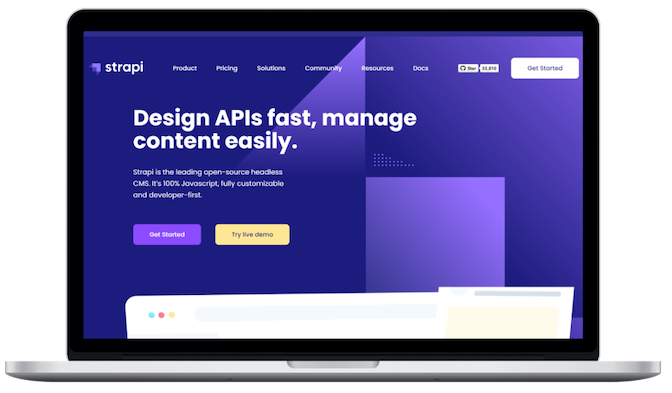 strapi
Product Pricing Solutions Community Resources Docs
Star 33,810
Get Started
Design APIs fast, manage
content easily.
Strapi is the leading open-source headless
CMS. It's 100% Javascript, fully customizable
and developer-first.
Get Started
Try live demo